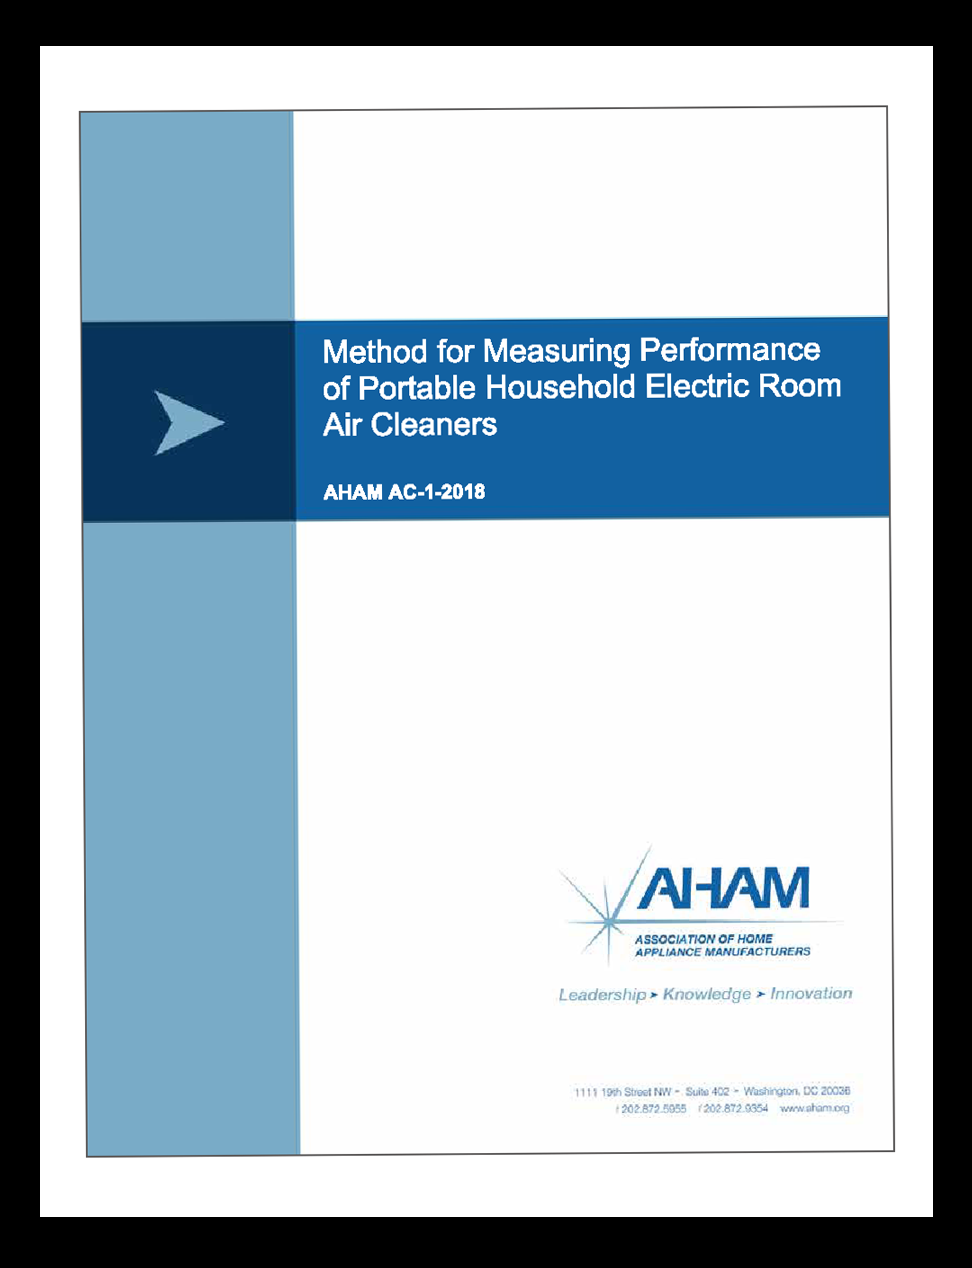 Method for Measuring Performance
of Portable Household Electric Room
Air Cleaners
AHAM AC-1-2018
AHAM
ASSOCIATION OF HOME
APPLIANCE MANUFACTURERS
Leadership ➤ Knowledge ➤ Innovation
1111 19th Street NW - Suite 402 - Washington, DC 20036
t 202.872.5955 f 202.872.9354 www.aham.org